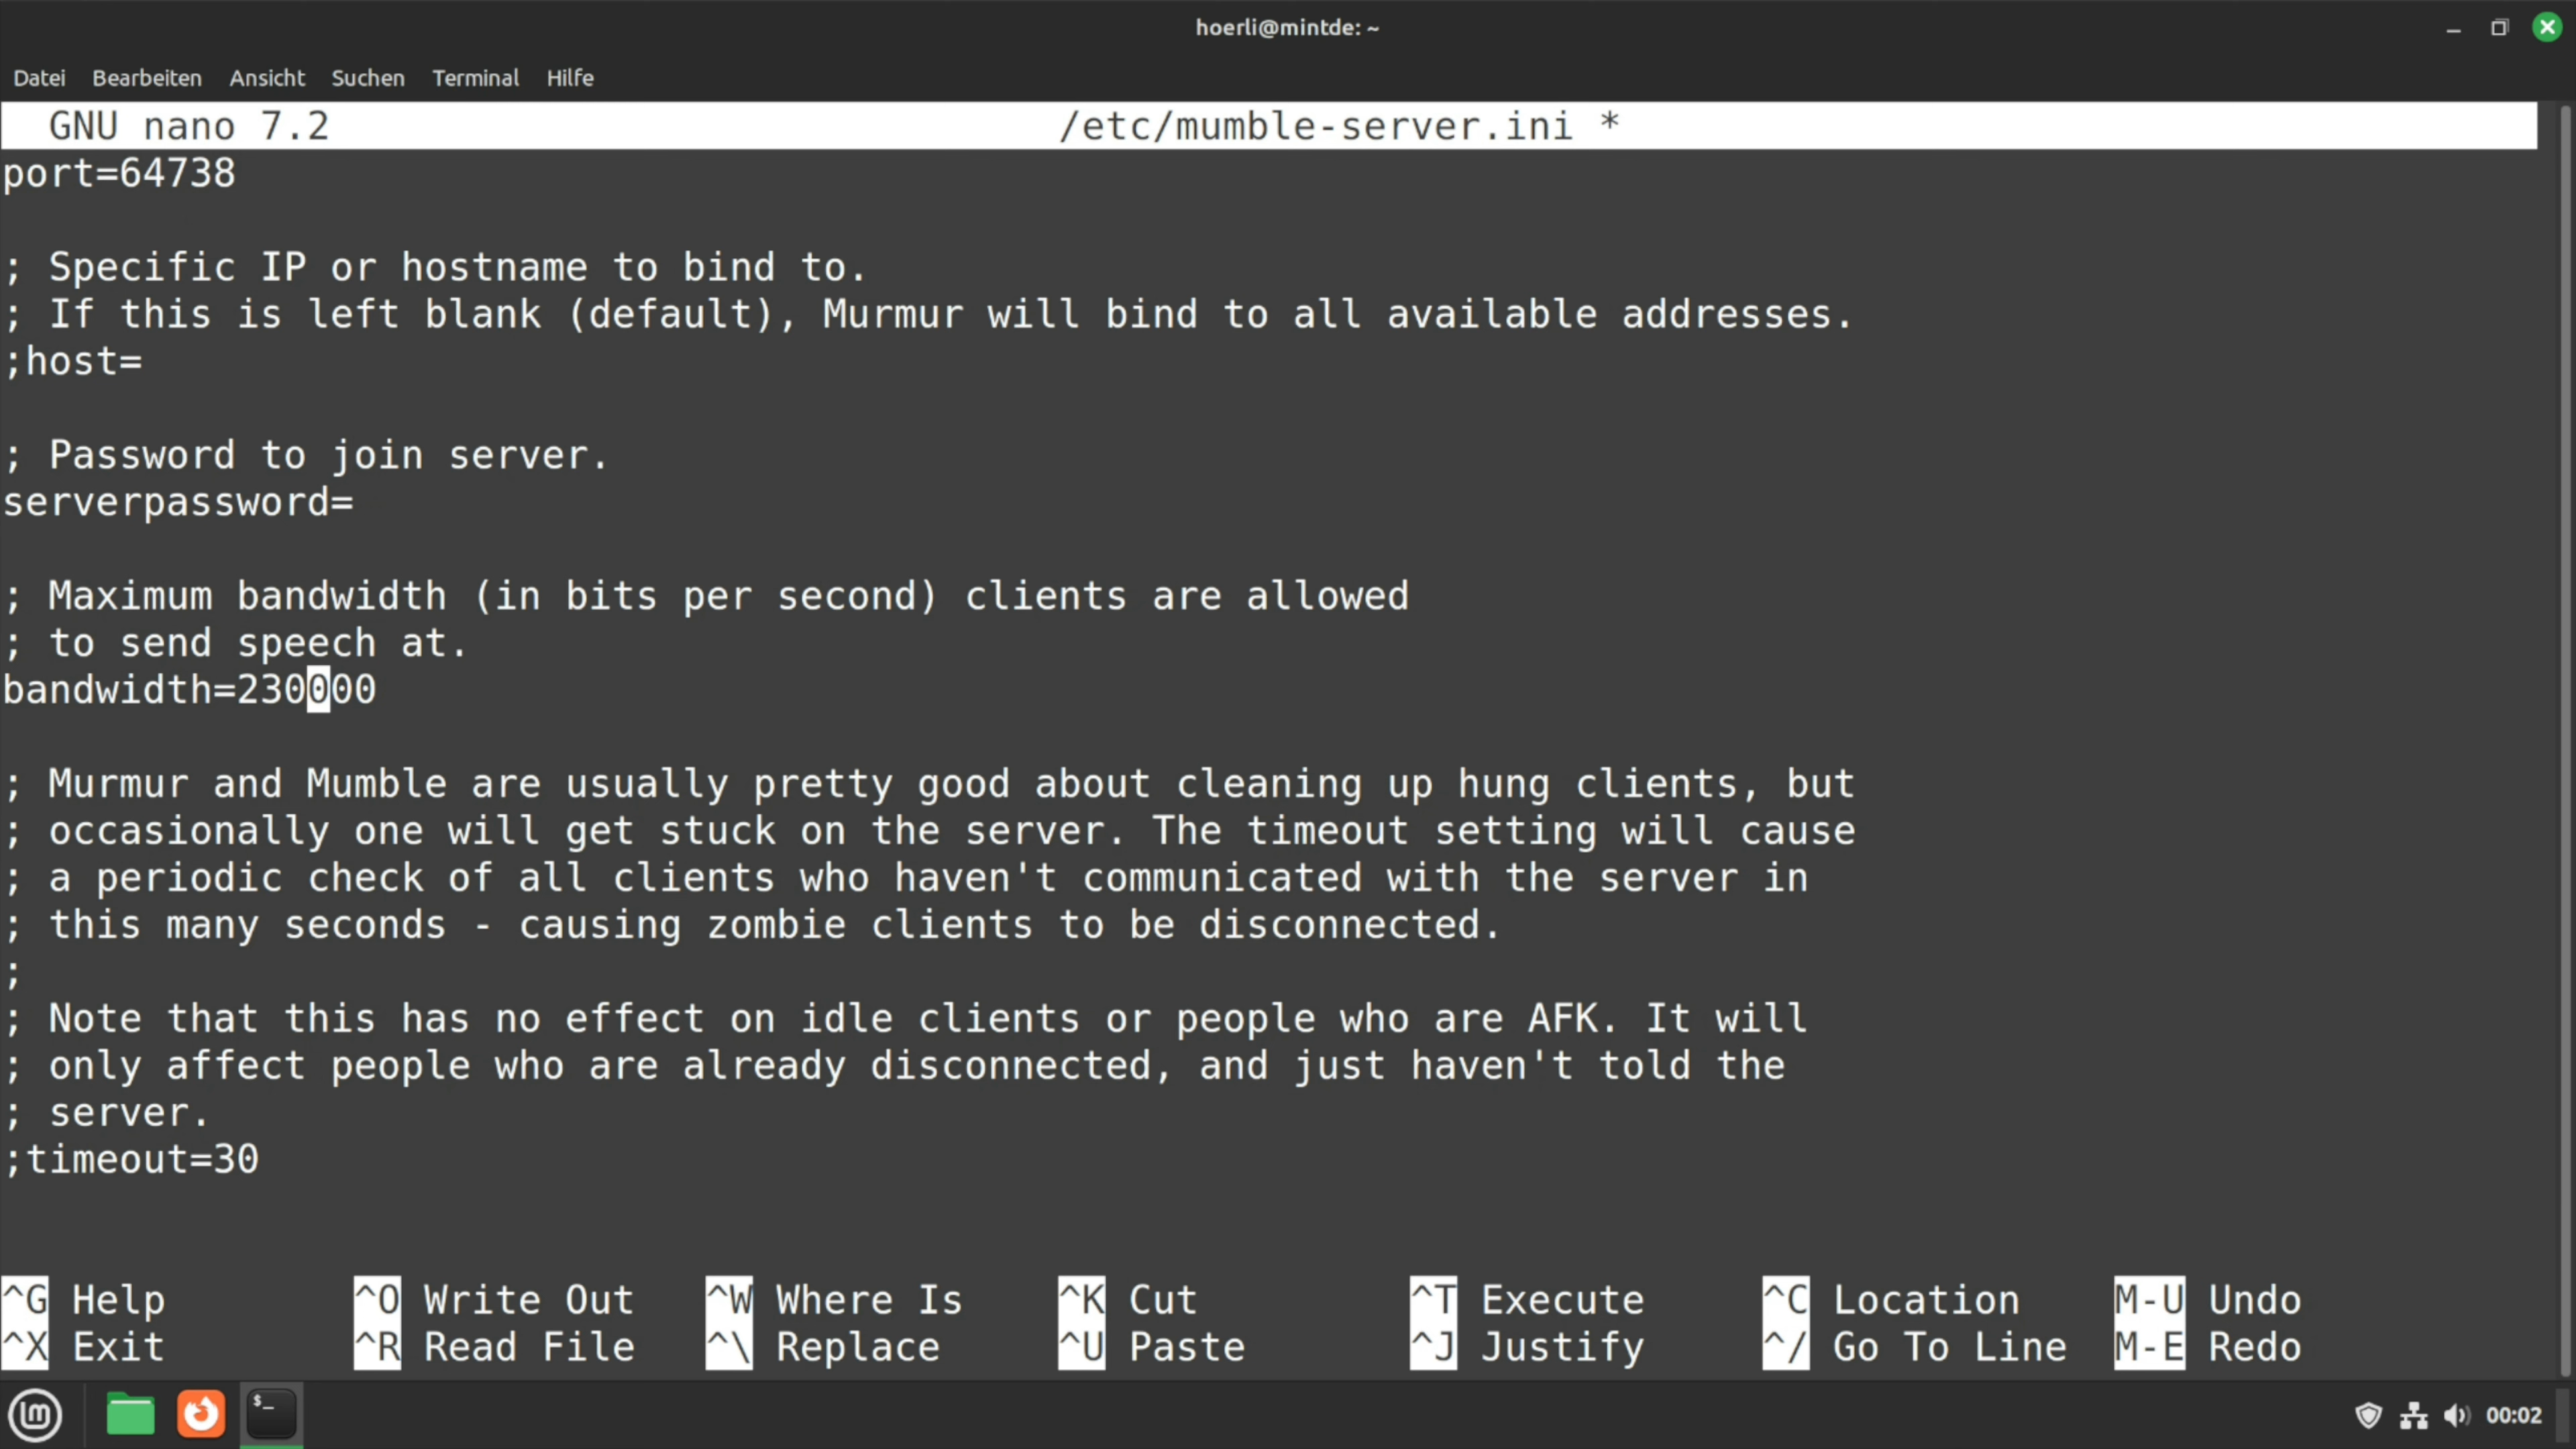 hoerli@mintde: ~
Datei Bearbeiten Ansicht Suchen Terminal Hilfe
GNU nano 7.2 /etc/mumble-server.ini *
port=64738
; Specific IP or hostname to bind to.
; If this is left blank (default), Murmur will bind to all available addresses.
;host=
; Password to join server.
serverpassword=
; Maximum bandwidth (in bits per second) clients are allowed
; to send speech at.
bandwidth=230000
; Murmur and Mumble are usually pretty good about cleaning up hung clients, but
; occasionally one will get stuck on the server. The timeout setting will cause
; a periodic check of all clients who haven't communicated with the server in
; this many seconds - causing zombie clients to be disconnected.
;
; Note that this has no effect on idle clients or people who are AFK. It will
; only affect people who are already disconnected, and just haven't told the
; server.
;timeout=30
^G Help ^O Write Out ^W Where Is ^K Cut ^T Execute ^C Location M-U Undo
^X Exit ^R Read File ^\ Replace ^U Paste ^J Justify ^/ Go To Line M-E Redo
$_ 00:02